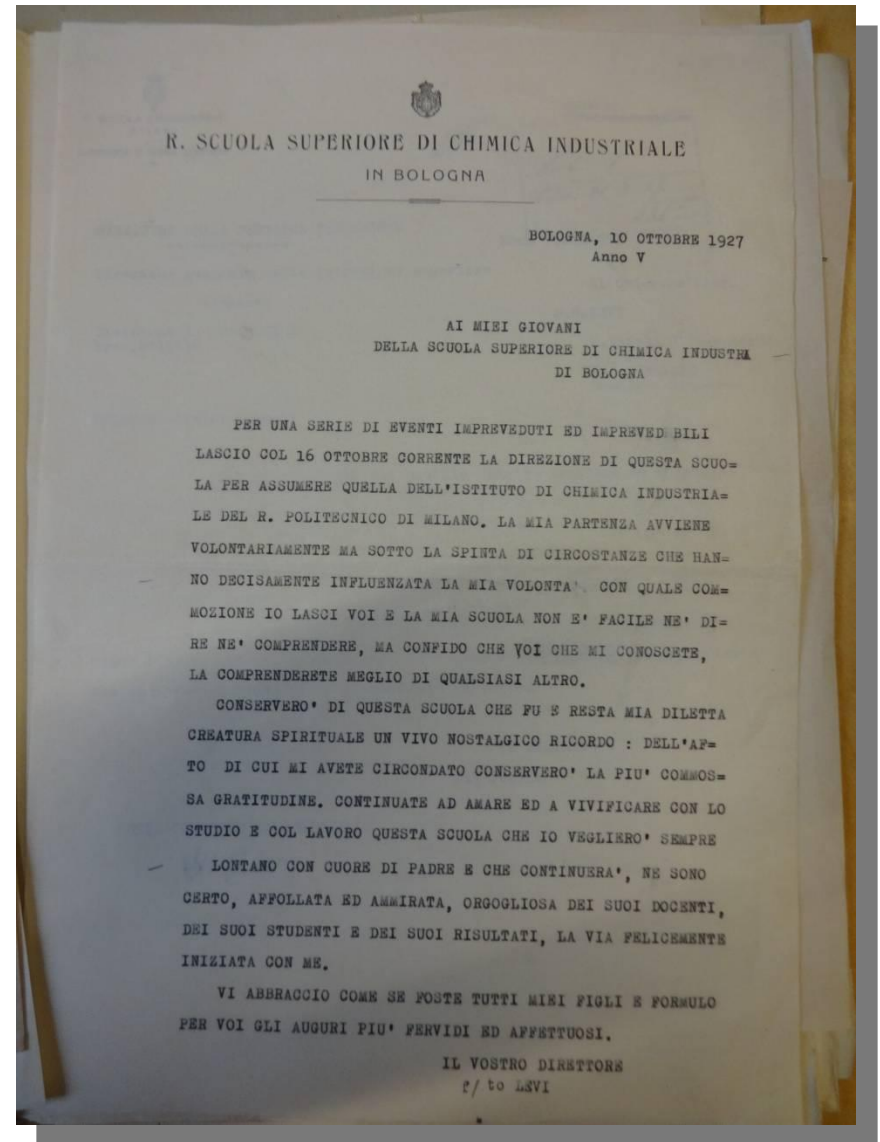 R. SCUOLA SUPERIORE DI CHIMICA INDUSTRIALE
IN BOLOGNA
BOLOGNA, 10 OTTOBRE 1927
Anno V
AI MIEI GIOVANI
DELLA SCUOLA SUPERIORE DI CHIMICA INDUSTRI
DI BOLOGNA
PER UNA SERIE DI EVENTI IMPREVEDUTI ED IMPREVED BILI
LASCIO COL 16 OTTOBRE CORRENTE LA DIREZIONE DI QUESTA SCUO=
LA PER ASSUMERE QUELLA DELL'ISTITUTO DI CHIMICA INDUSTRIA=
LE DEL R. POLITECNICO DI MILANO. LA MIA PARTENZA AVVIENE
VOLONTARIAMENTE MA SOTTO LA SPINTA DI CIRCOSTANZE CHE HAN=
NO DECISAMENTE INFLUENZATA LA MIA VOLONTA'. CON QUALE COM=
MOZIONE IO LASCI VOI E LA MIA SCUOLA NON E' FACILE NE' DI=
RE NE' COMPRENDERE, MA CONFIDO CHE VOI CHE MI CONOSCETE,
LA COMPRENDERETE MEGLIO DI QUALSIASI ALTRO.
CONSERVERO' DI QUESTA SCUOLA CHE FU E RESTA MIA DILETTA
CREATURA SPIRITUALE UN VIVO NOSTALGICO RICORDO : DELL'AF=
TO DI CUI MI AVETE CIRCONDATO CONSERVERO' LA PIU' COMMOS=
SA GRATITUDINE. CONTINUATE AD AMARE ED A VIVIFICARE CON LO
STUDIO E COL LAVORO QUESTA SCUOLA CHE IO VEGLIERO' SEMPRE
LONTANO CON CUORE DI PADRE E CHE CONTINUERA', NE SONO
CERTO, AFFOLLATA ED AMMIRATA, ORGOGLIOSA DEI SUOI DOCENTI,
DEI SUOI STUDENTI E DEI SUOI RISULTATI, LA VIA FELICEMENTE
INIZIATA CON ME.
VI ABBRACCIO COME SE FOSTE TUTTI MIEI FIGLI E FORMULO
PER VOI GLI AUGURI PIU' FERVIDI ED AFFETTUOSI.
IL VOSTRO DIRETTORE
F/to LEVI